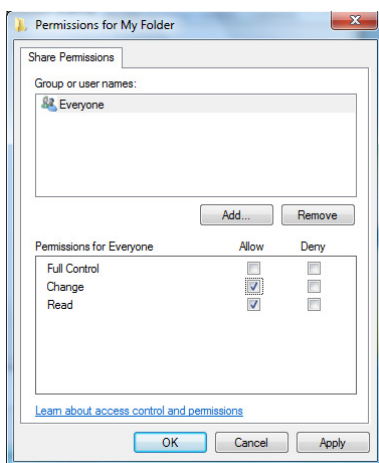 Permissions for My Folder
Share Permissions
Group or user names:
Everyone
Add... Remove
Permissions for Everyone Allow Deny
Full Control
Change
Read
Learn about access control and permissions
OK Cancel Apply